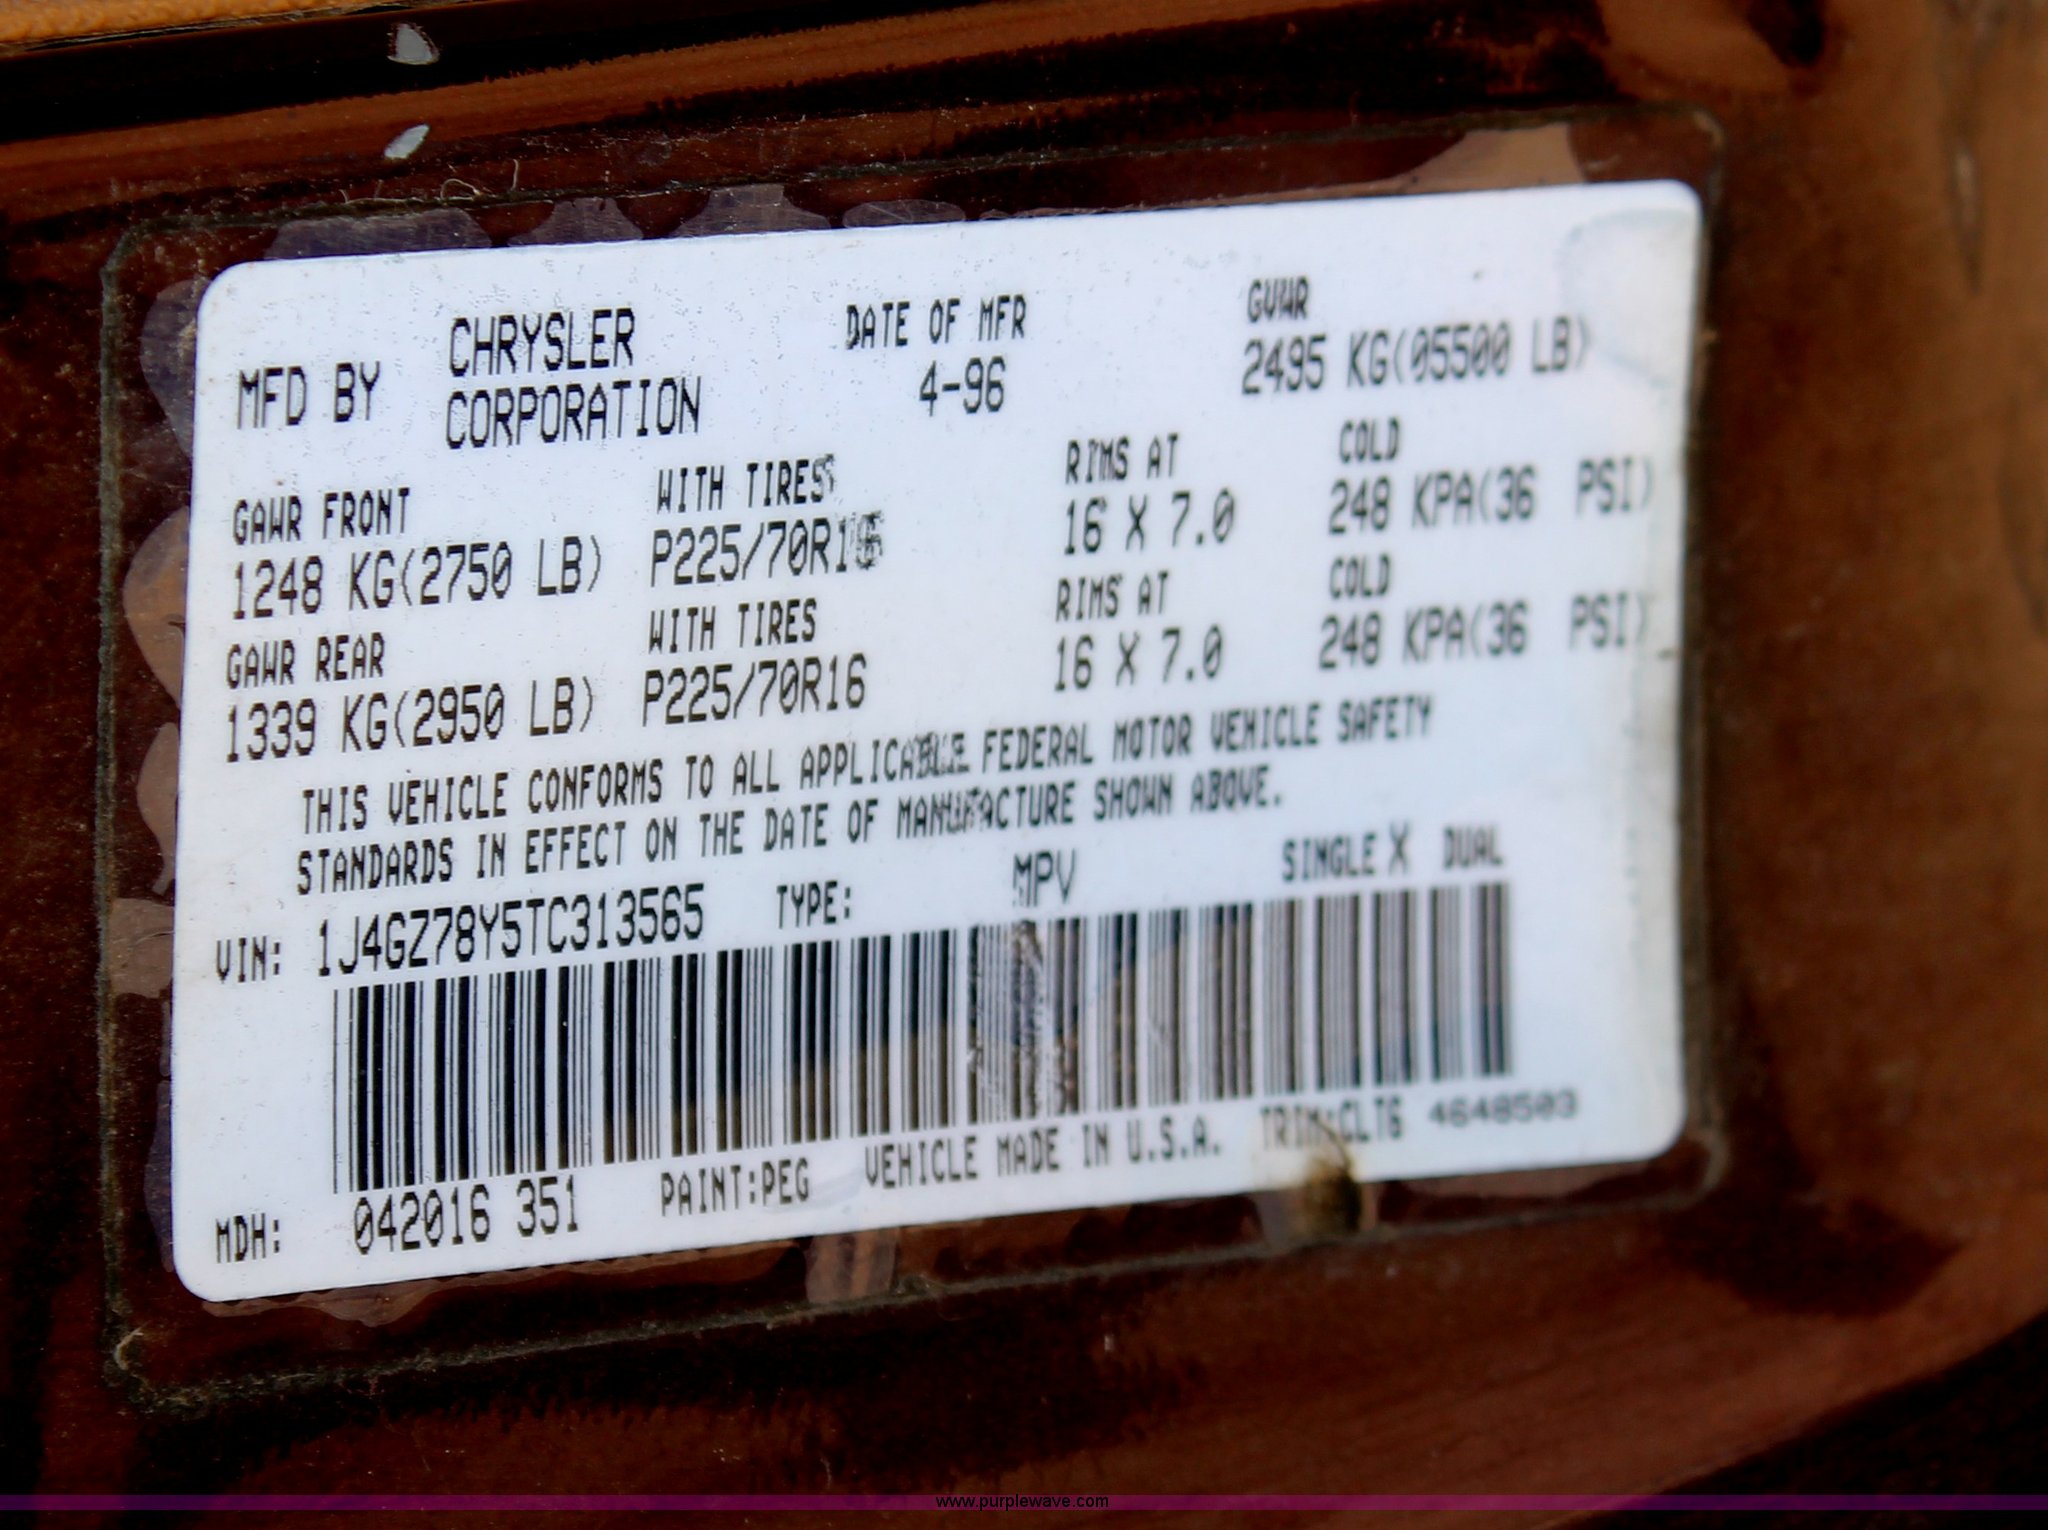 MFD BY CHRYSLER CORPORATION DATE OF MFR 4-96 GVWR 2495 KG(05500 LB)
GAWR FRONT WITH TIRES RIMS AT COLD
1248 KG(2750 LB) P225/70R16 16 X 7.0 248 KPA(36 PSI)
GAWR REAR WITH TIRES RIMS AT COLD
1339 KG(2950 LB) P225/70R16 16 X 7.0 248 KPA(36 PSI)
THIS VEHICLE CONFORMS TO ALL APPLICABLE FEDERAL MOTOR VEHICLE SAFETY
STANDARDS IN EFFECT ON THE DATE OF MANUFACTURE SHOWN ABOVE.
VIN: 1J4GZ78Y5TC313565 TYPE: MPV SINGLE X DUAL
MDH: 042016 351 PAINT:PEG VEHICLE MADE IN U.S.A. TRIM:CLT6 4648503
www.purplewave.com